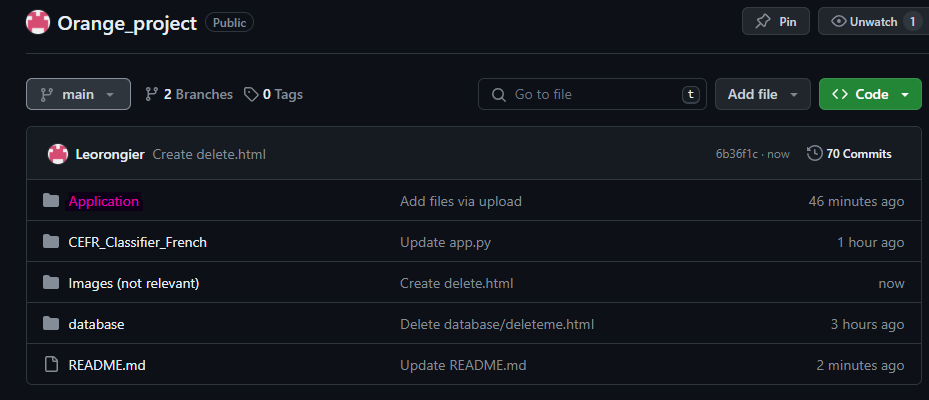 Orange_project Public Pin Unwatch 1
main 2 Branches 0 Tags Go to file t Add file Code
Leorongier Create delete.html 6b36f1c · now 70 Commits
Application Add files via upload 46 minutes ago
CEFR_Classifier_French Update app.py 1 hour ago
Images (not relevant) Create delete.html now
database Delete database/deleteme.html 3 hours ago
README.md Update README.md 2 minutes ago